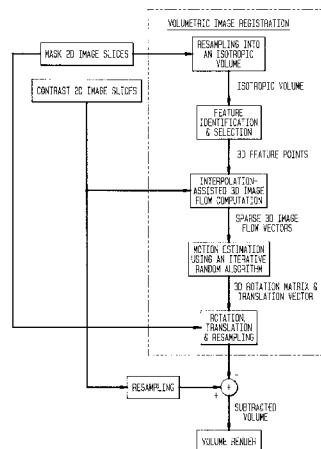 VOLUMETRIC IMAGE REGISTRATION
MASK 2D IMAGE SLICES
RESAMPLING INTO
AN ISOTROPIC
VOLUME
CONTRAST 2D IMAGE SLICES
ISOTROPIC VOLUME
FEATURE
IDENTIFICATION
& SELECTION
3D FEATURE POINTS
INTERPOLATION-
ASSISTED 3D IMAGE
FLOW COMPUTATION
SPARSE 3D IMAGE
FLOW VECTORS
MOTION ESTIMATION
USING AN ITERATIVE
RANDOM ALGORITHM
3D ROTATION MATRIX &
TRANSLATION VECTOR
ROTATION,
TRANSLATION
& RESAMPLING
-
RESAMPLING
+
+
SUBTRACTED
VOLUME
VOLUME RENDER